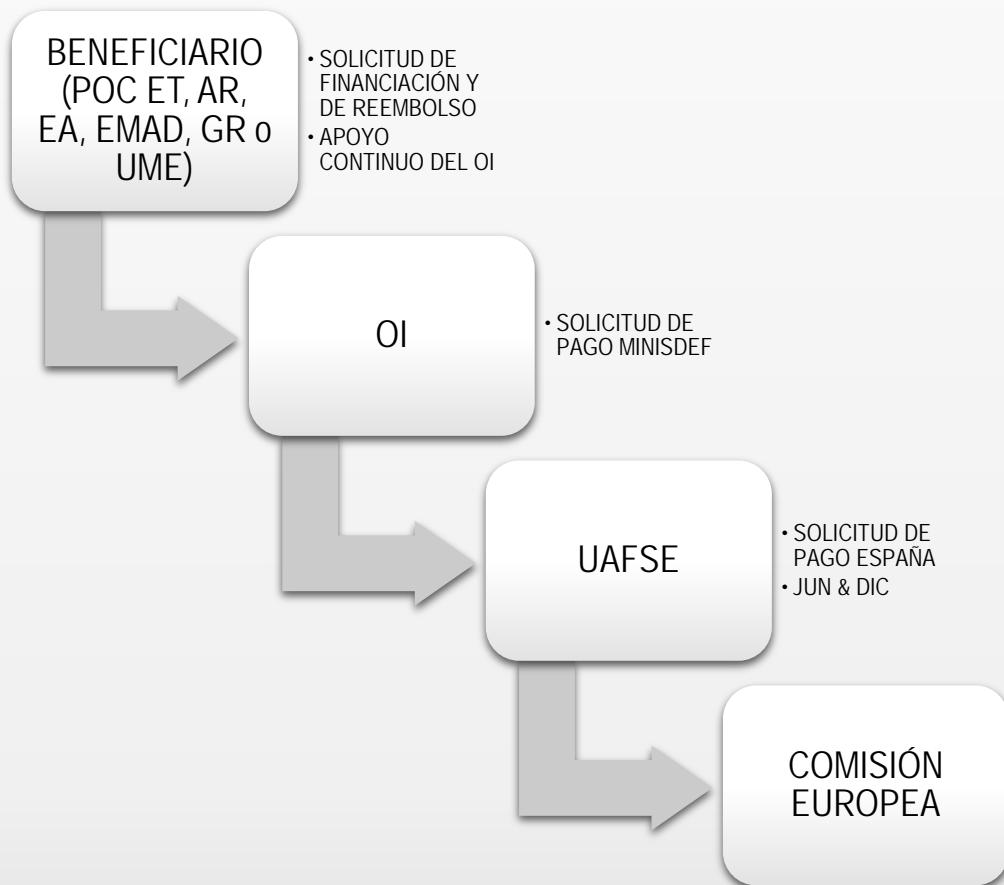 BENEFICIARIO
(POC ET, AR,
EA, EMAD, GR o
UME)
• SOLICITUD DE
FINANCIACIÓN Y
DE REEMBOLSO
• APOYO
CONTINUO DEL OI
OI
• SOLICITUD DE
PAGO MINISDEF
UAFSE
• SOLICITUD DE
PAGO ESPAÑA
• JUN & DIC
COMISIÓN
EUROPEA